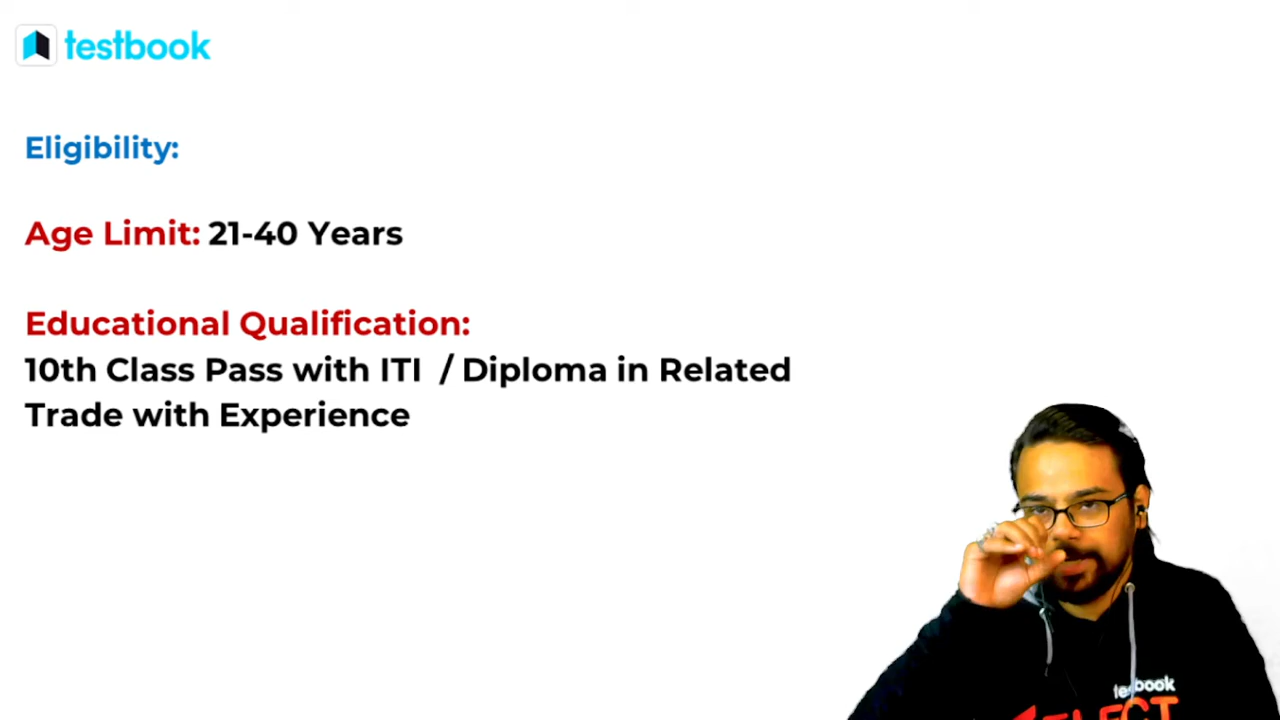 testbook
Eligibility:
Age Limit: 21-40 Years
Educational Qualification:
10th Class Pass with ITI / Diploma in Related
Trade with Experience
testbook
SELECT